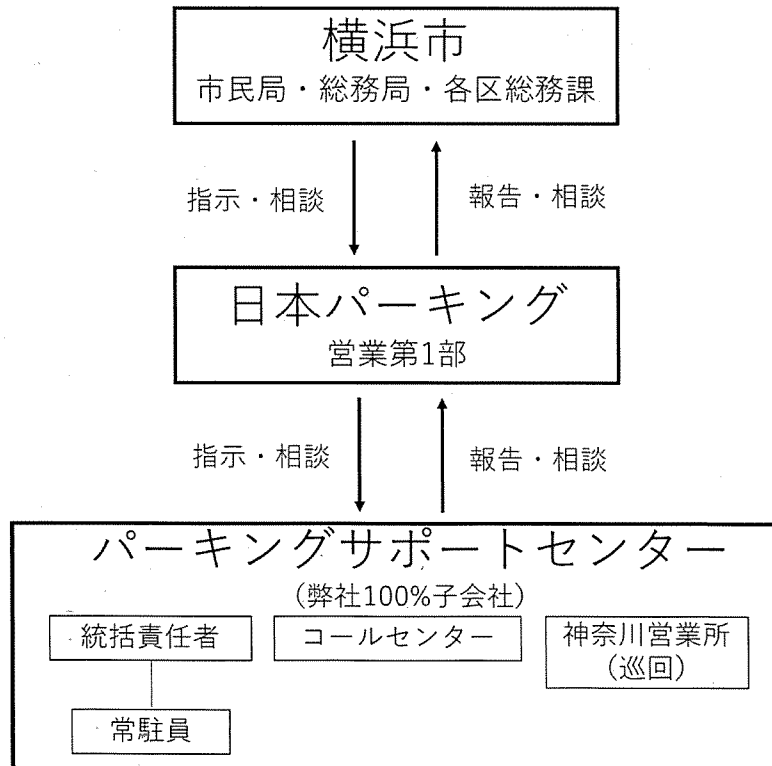 横浜市
市民局・総務局・各区総務課
指示・相談
報告・相談
日本パーキング
営業第1部
指示・相談
報告・相談
パーキングサポートセンター
(弊社100%子会社)
統括責任者
コールセンター
神奈川営業所
(巡回)
常駐員